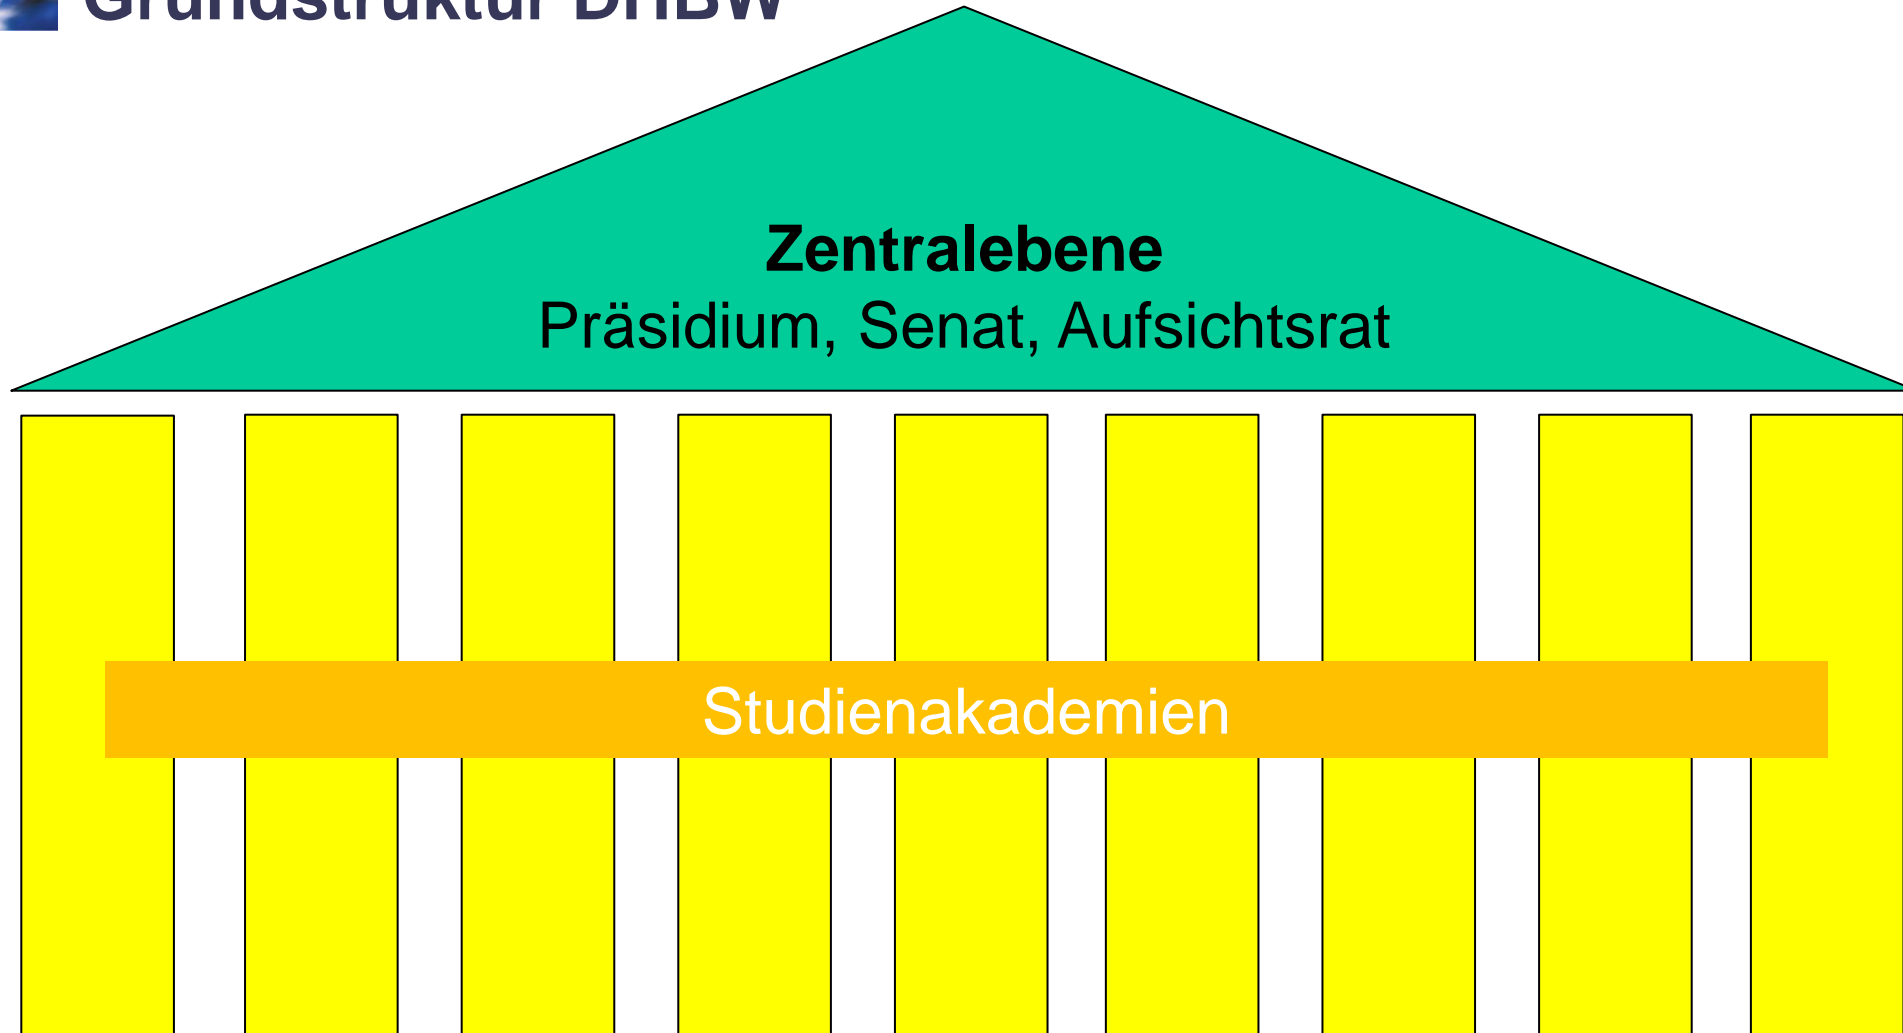 Grundstruktur DHBW
Zentralebene
Präsidium, Senat, Aufsichtsrat
Studienakademien